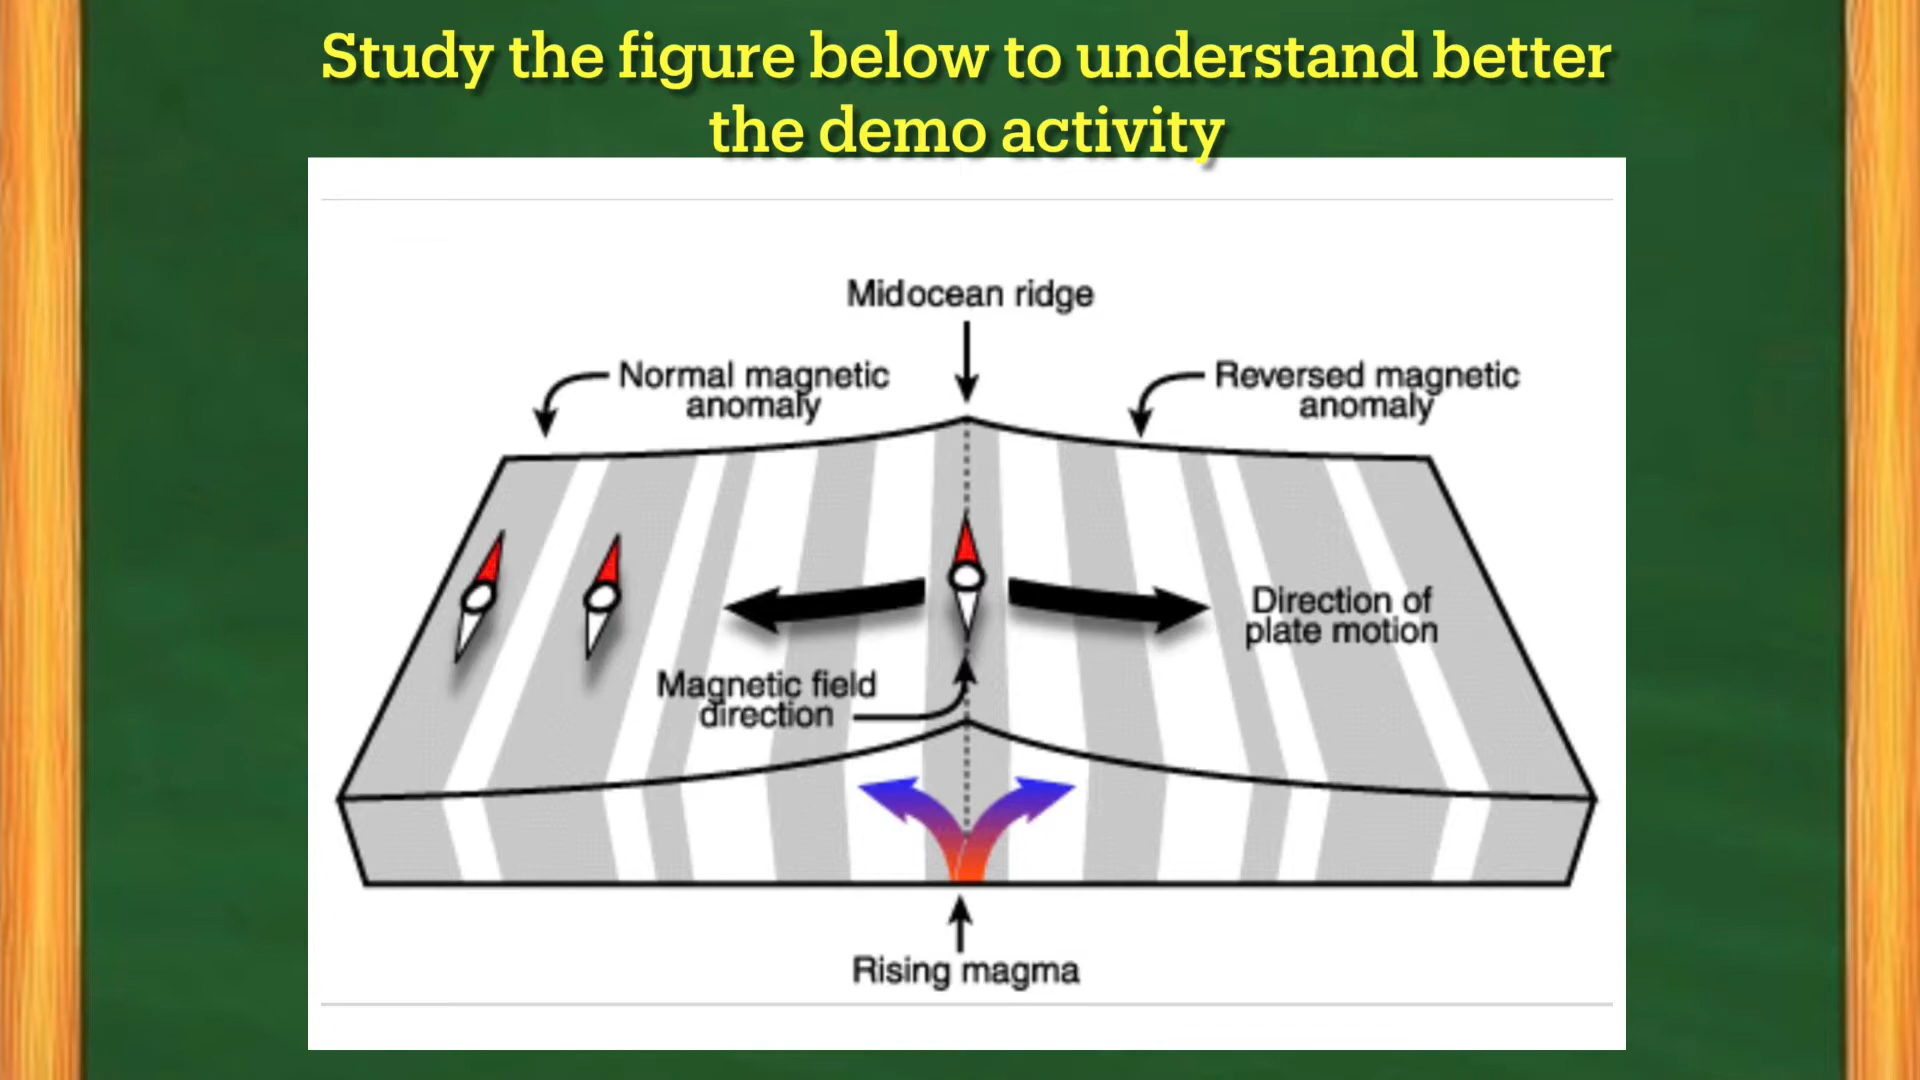 Study the figure below to understand better
the demo activity
Midocean ridge
Normal magnetic
anomaly
Reversed magnetic
anomaly
Direction of
plate motion
Magnetic field
direction
Rising magma